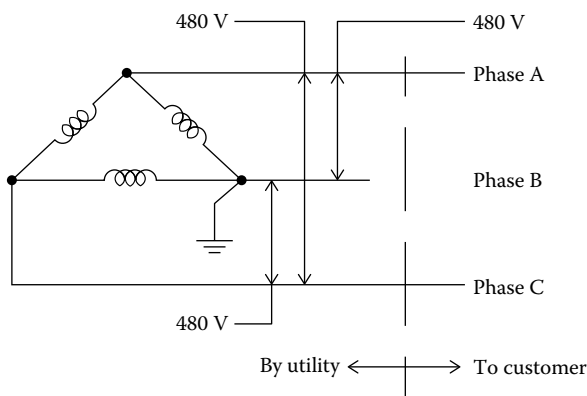 480 V
480 V
Phase A
Phase B
Phase C
480 V
By utility
To customer